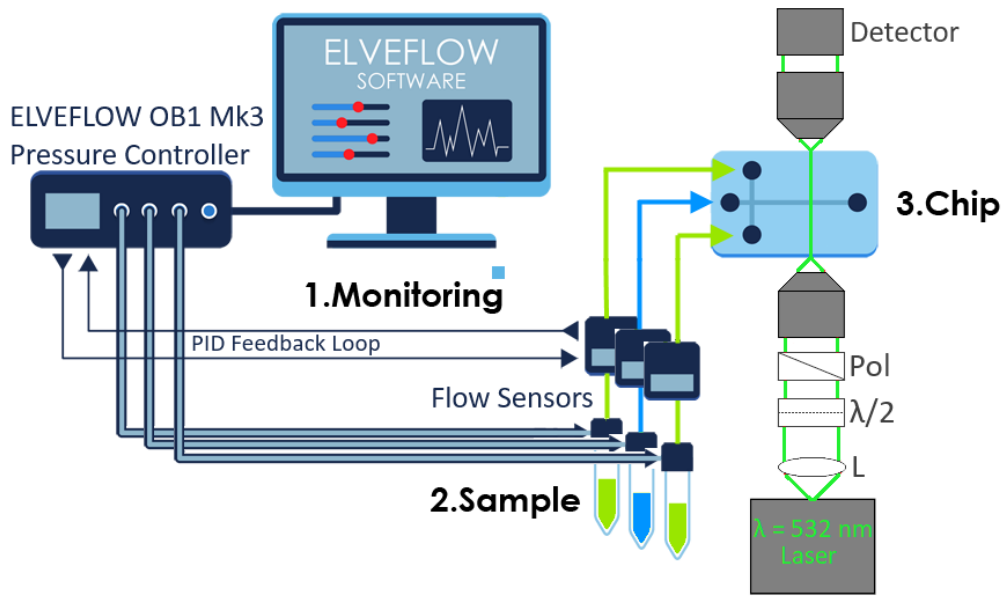 ELVEFLOW
SOFTWARE
Detector
ELVEFLOW OB1 Mk3
Pressure Controller
3.Chip
1.Monitoring
PID Feedback Loop
Pol
Flow Sensors
λ/2
L
2.Sample
λ = 532 nm
Laser